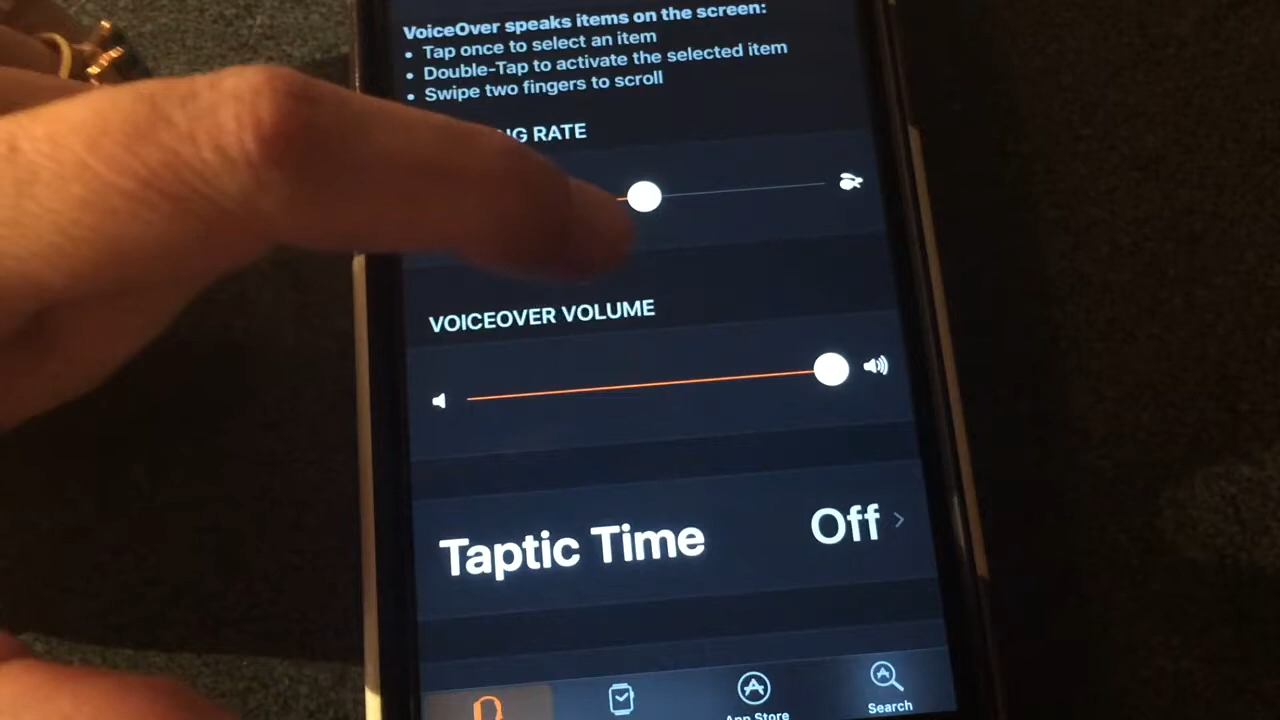 VoiceOver speaks items on the screen:
• Tap once to select an item
• Double-Tap to activate the selected item
• Swipe two fingers to scroll
RATE
VOICEOVER VOLUME
Taptic Time Off
App Store
Search